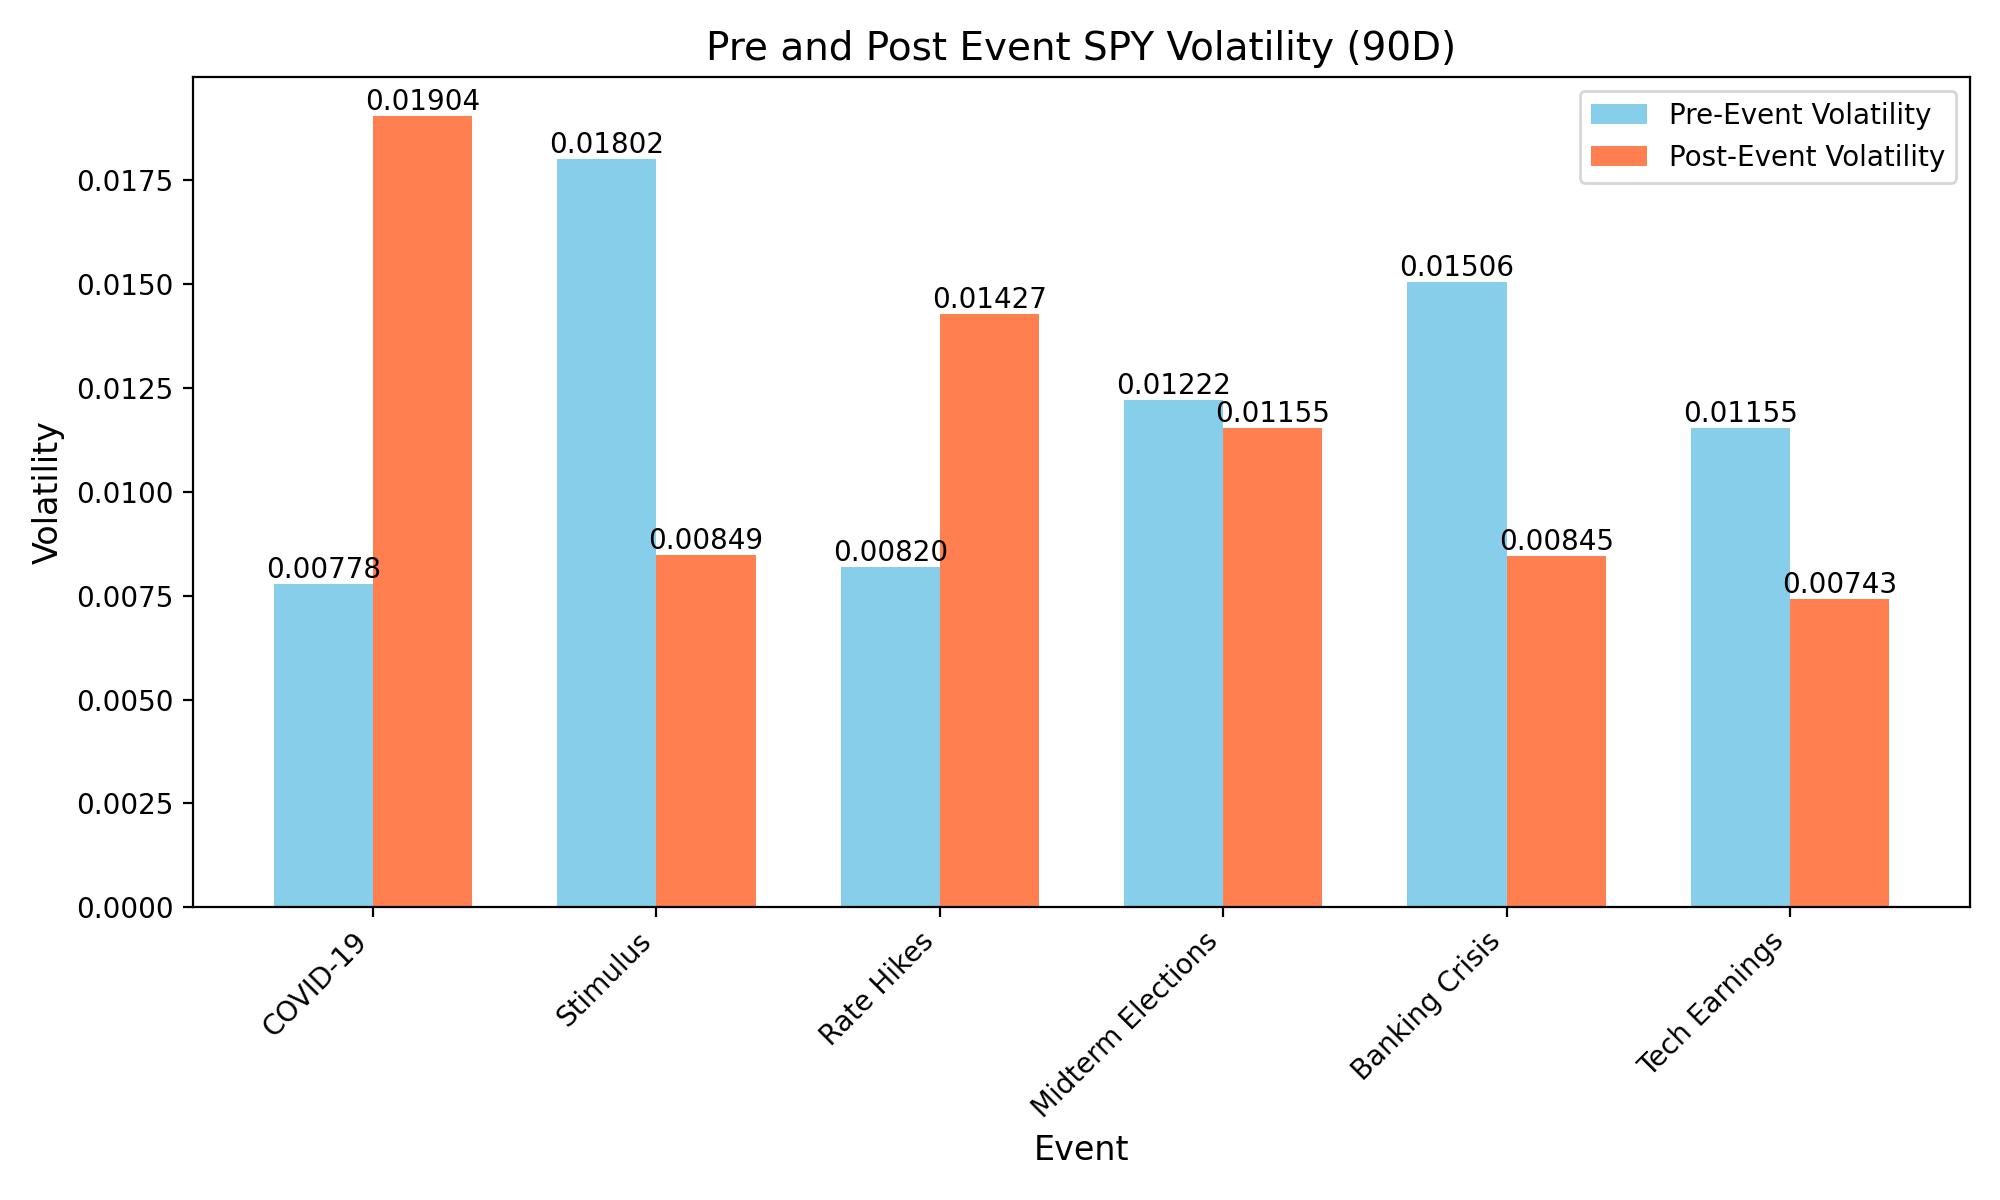 Pre and Post Event SPY Volatility (90D)
Pre-Event Volatility
Post-Event Volatility
Volatility
0.0175
0.0150
0.0125
0.0100
0.0075
0.0050
0.0025
0.0000
0.00778
0.01904
0.01802
0.00849
0.00820
0.01427
0.01222
0.01155
0.01506
0.00845
0.01155
0.00743
COVID-19
Stimulus
Rate Hikes
Midterm Elections
Banking Crisis
Tech Earnings
Event